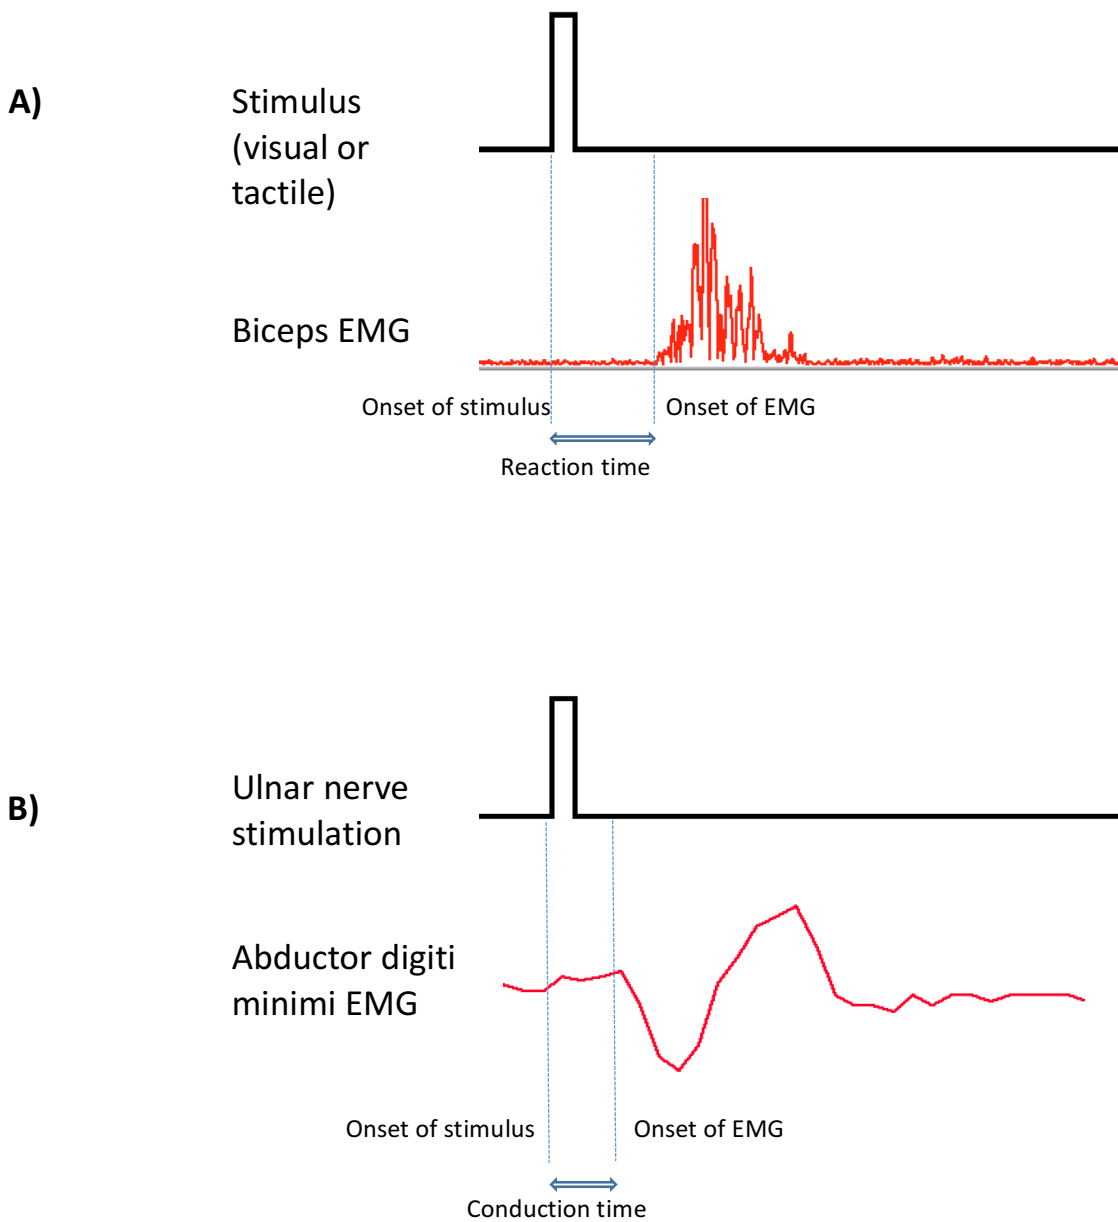 A)
Stimulus
(visual or
tactile)
Biceps EMG
Onset of stimulus
Onset of EMG
Reaction time
B)
Ulnar nerve
stimulation
Abductor digiti
minimi EMG
Onset of stimulus
Onset of EMG
Conduction time